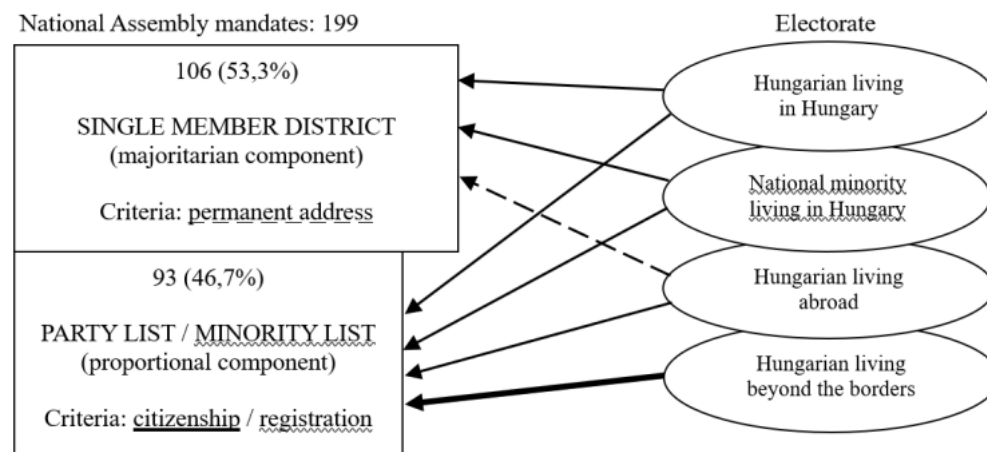 National Assembly mandates: 199
106 (53,3%)
SINGLE MEMBER DISTRICT
(majoritarian component)
Criteria: permanent address
93 (46,7%)
PARTY LIST / MINORITY LIST
(proportional component)
Criteria: citizenship / registration
Electorate
Hungarian living
in Hungary
National minority
living in Hungary
Hungarian living
abroad
Hungarian living
beyond the borders